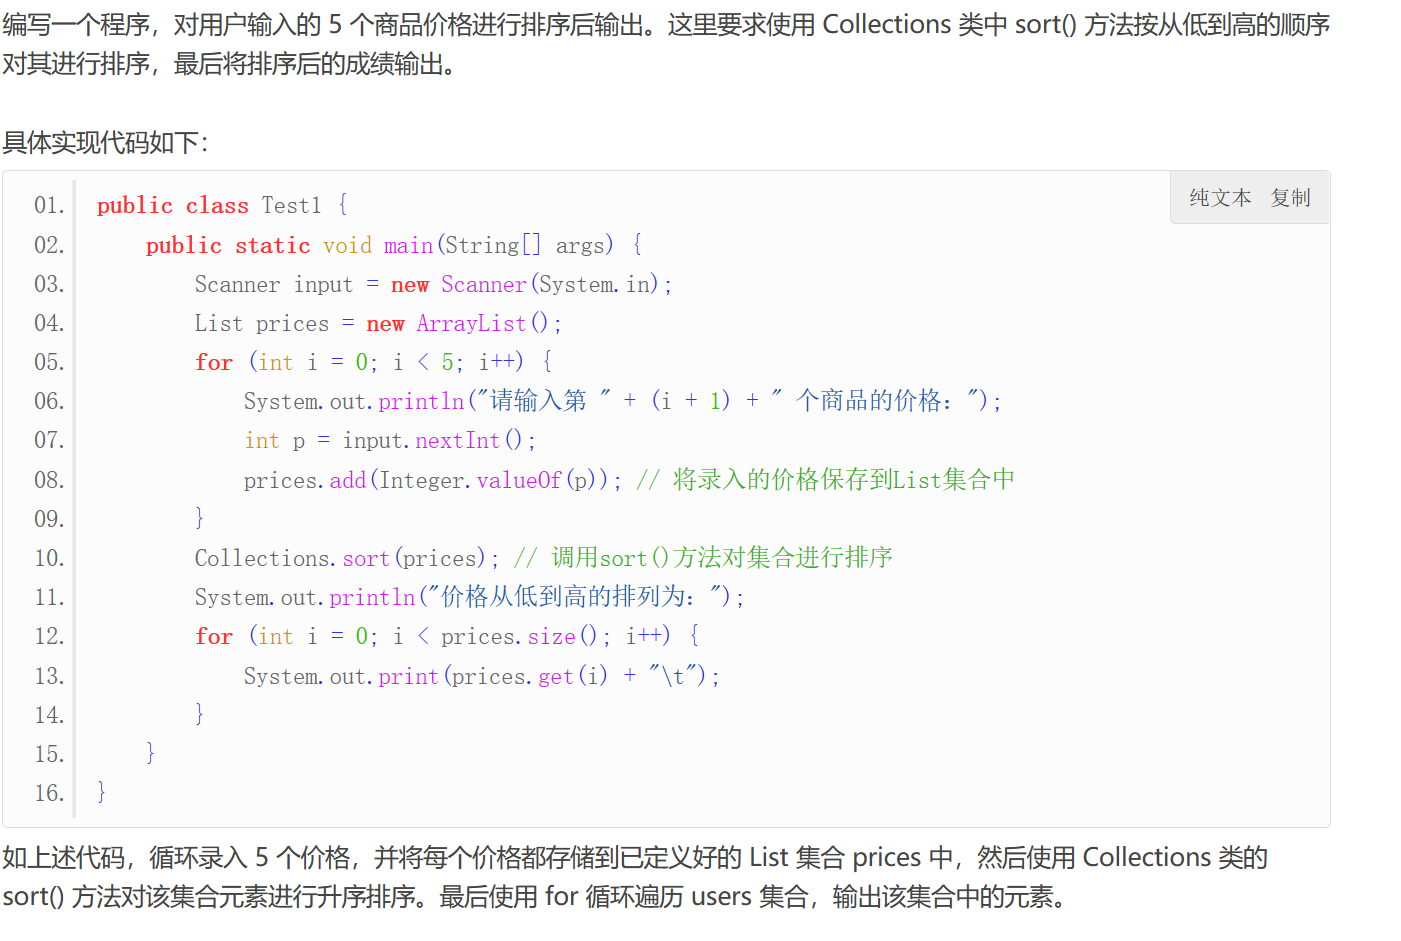 编写一个程序，对用户输入的 5 个商品价格进行排序后输出。这里要求使用 Collections 类中 sort() 方法按从低到高的顺序
对其进行排序，最后将排序后的成绩输出。
具体实现代码如下：
纯文本 复制
01. public class Test1 {
02.     public static void main(String[] args) {
03.         Scanner input = new Scanner(System.in);
04.         List prices = new ArrayList();
05.         for (int i = 0; i < 5; i++) {
06.             System.out.println("请输入第 " + (i + 1) + " 个商品的价格：");
07.             int p = input.nextInt();
08.             prices.add(Integer.valueOf(p)); // 将录入的价格保存到List集合中
09.         }
10.         Collections.sort(prices); // 调用sort()方法对集合进行排序
11.         System.out.println("价格从低到高的排列为：");
12.         for (int i = 0; i < prices.size(); i++) {
13.             System.out.print(prices.get(i) + "\t");
14.         }
15.     }
16. }
如上述代码，循环录入 5 个价格，并将每个价格都存储到已定义好的 List 集合 prices 中，然后使用 Collections 类的
sort() 方法对该集合元素进行升序排序。最后使用 for 循环遍历 users 集合，输出该集合中的元素。